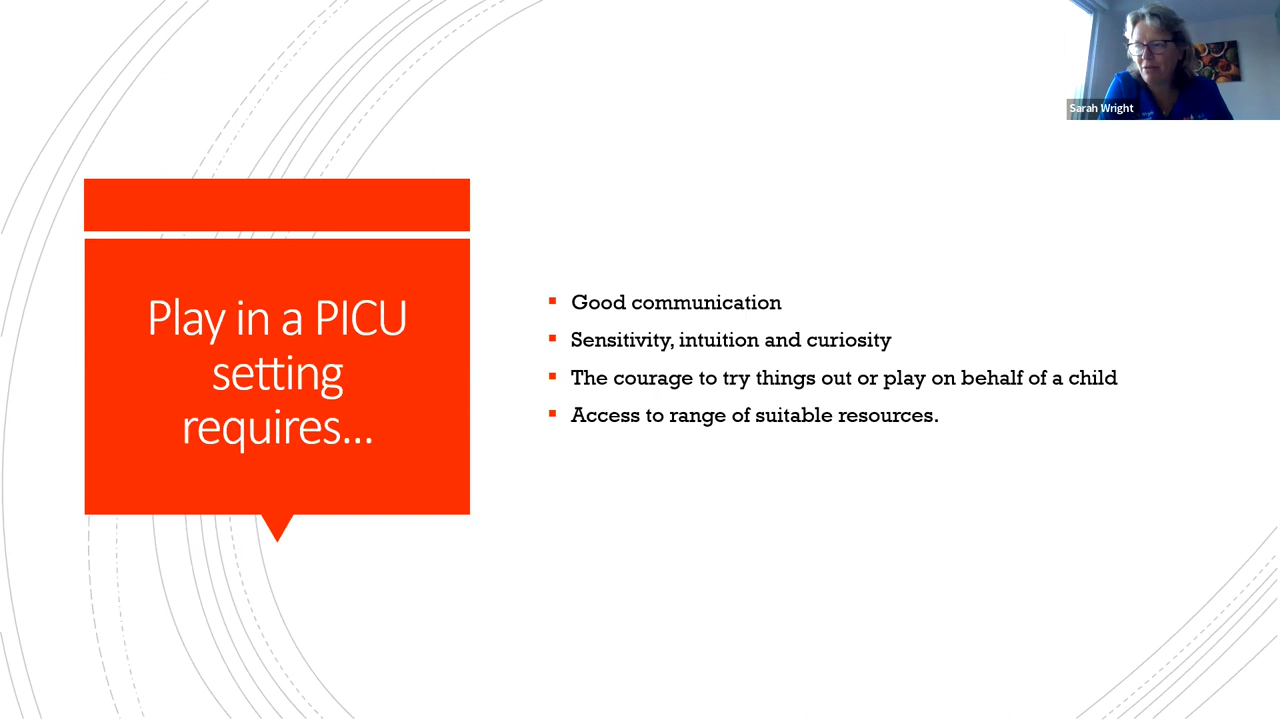 Sarah Wright
Play in a PICU
setting
requires...
Good communication
Sensitivity, intuition and curiosity
The courage to try things out or play on behalf of a child
Access to range of suitable resources.